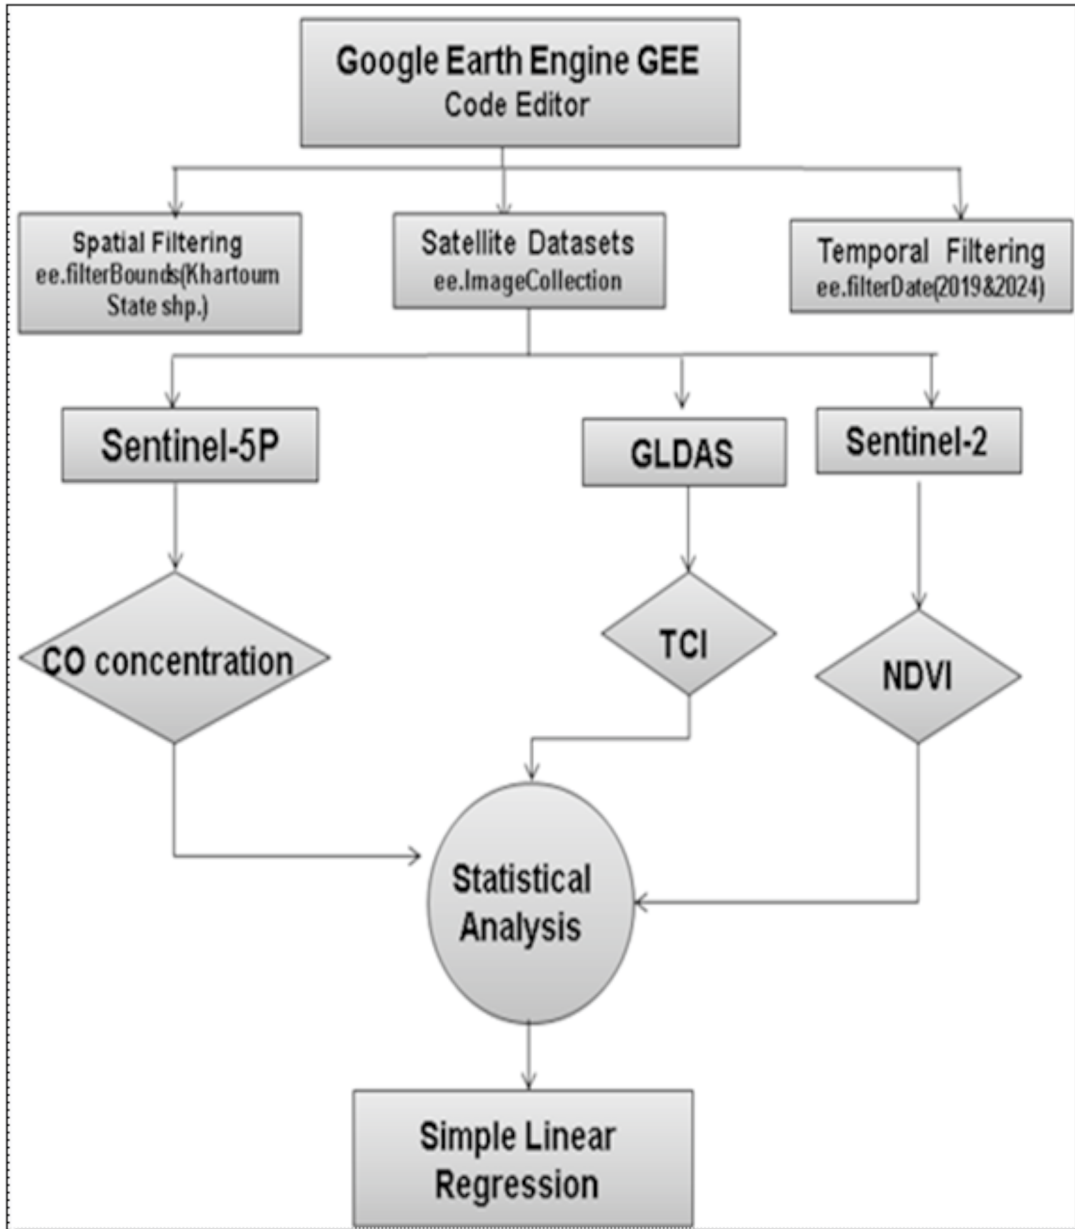 Google Earth Engine GEE
Code Editor
Spatial Filtering
ee.filterBounds(Khartoum
State shp.)
Satellite Datasets
ee.ImageCollection
Temporal Filtering
ee.filterDate(2019&2024)
Sentinel-5P
GLDAS
Sentinel-2
CO concentration
TCI
NDVI
Statistical
Analysis
Simple Linear
Regression